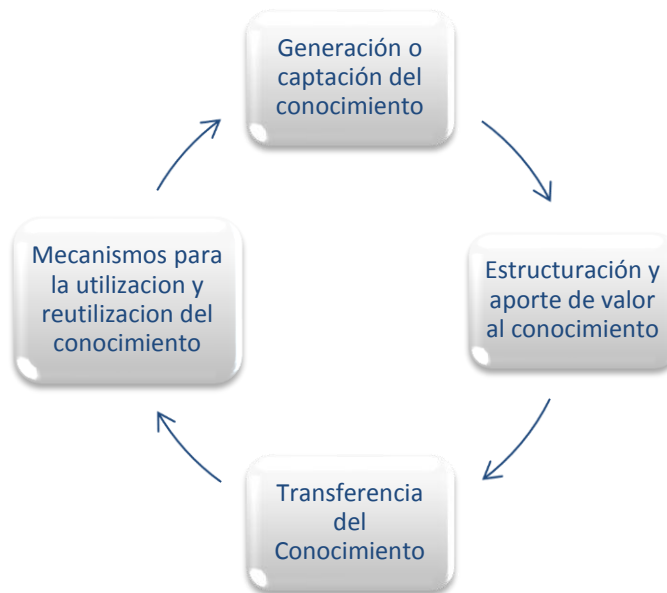 Generación o
captación del
conocimiento
Estructuración y
aporte de valor
al conocimiento
Transferencia
del
Conocimiento
Mecanismos para
la utilizacion y
reutilizacion del
conocimiento